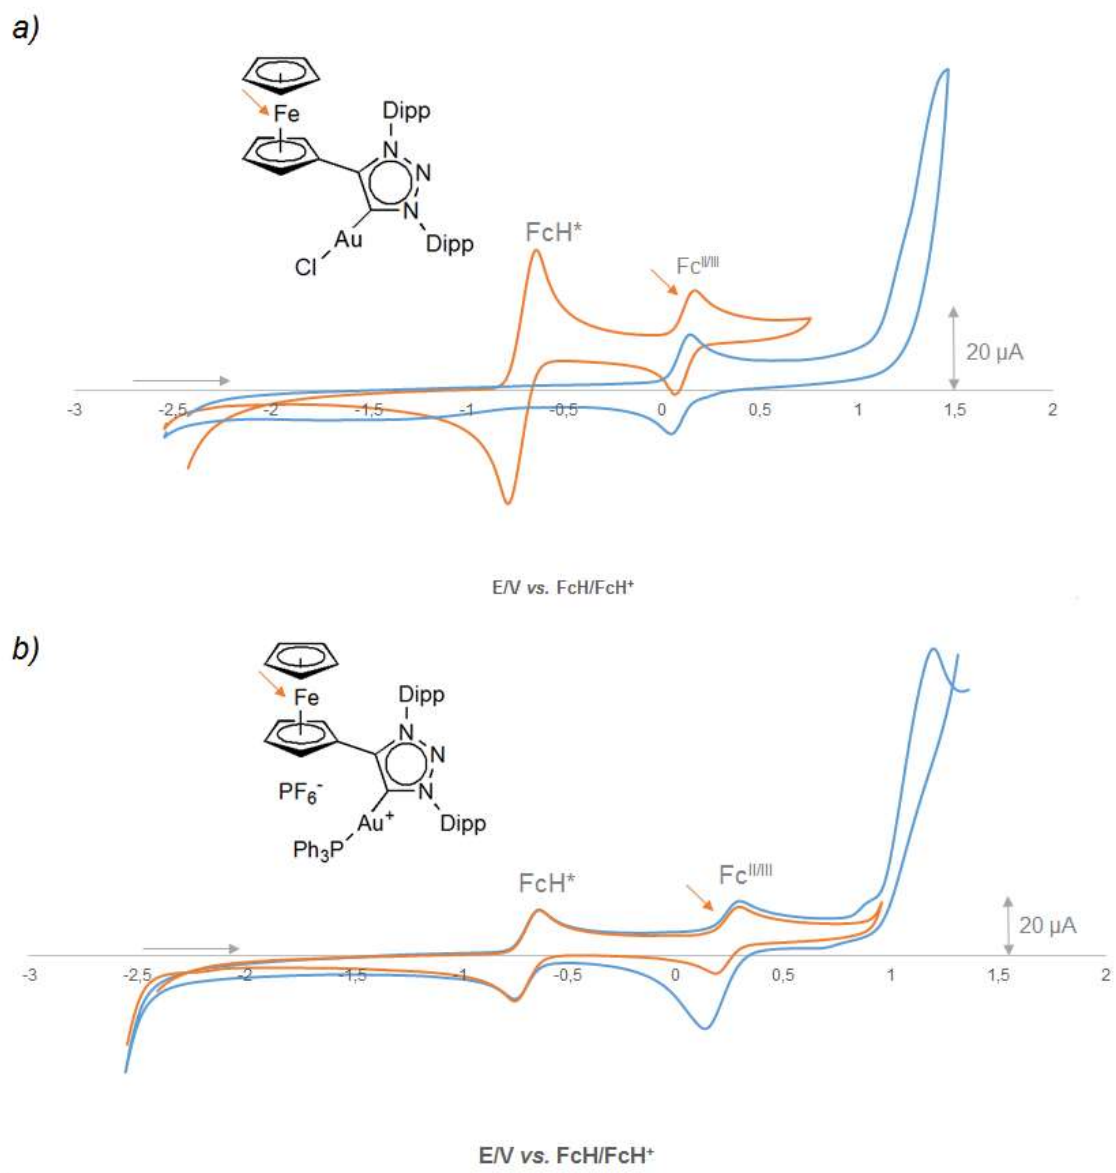 a)
Fe
Dipp
N
N
N
Au
Dipp
Cl
FcH*
Fc^II/III
20 µA
-3 -2,5 -2 -1,5 -1 -0,5 0 0,5 1 1,5 2
E/V vs. FcH/FcH⁺
b)
Fe
Dipp
N
N
N
PF₆⁻
Au⁺
Dipp
Ph₃P
FcH*
Fc^II/III
20 µA
-3 -2,5 -2 -1,5 -1 -0,5 0 0,5 1 1,5 2
E/V vs. FcH/FcH⁺